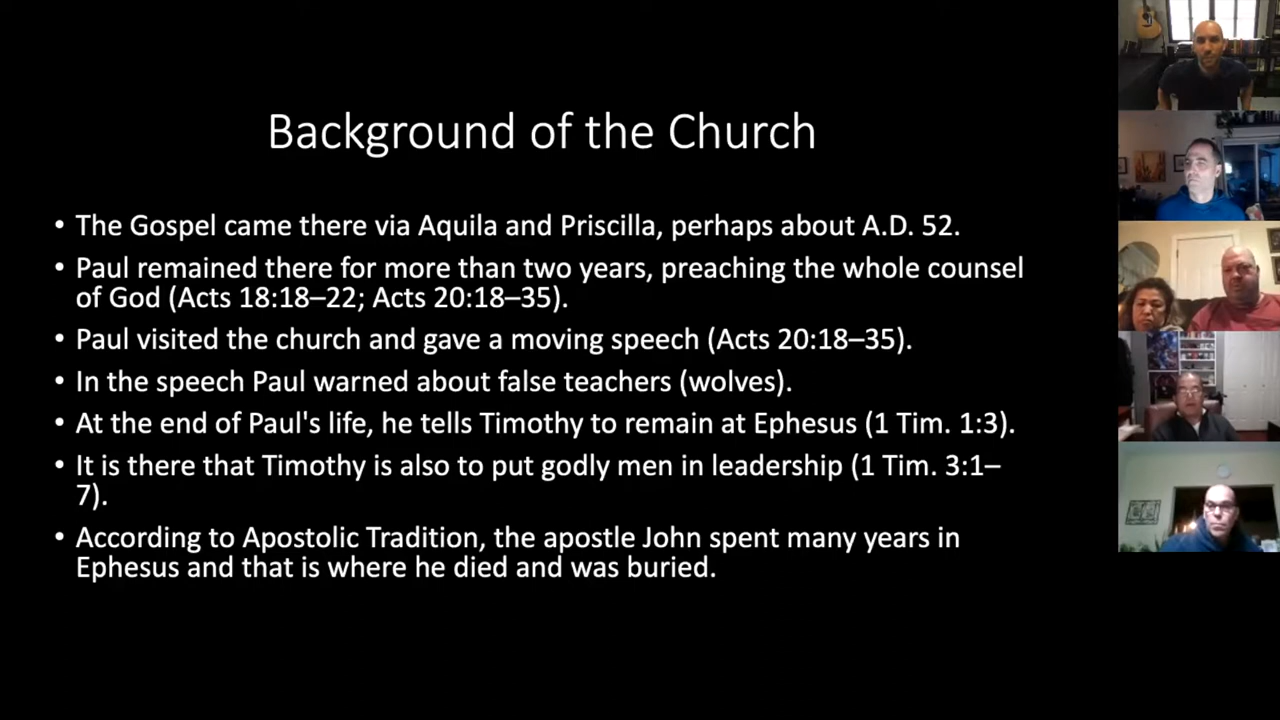 Background of the Church
• The Gospel came there via Aquila and Priscilla, perhaps about A.D. 52.
• Paul remained there for more than two years, preaching the whole counsel
of God (Acts 18:18–22; Acts 20:18–35).
• Paul visited the church and gave a moving speech (Acts 20:18–35).
• In the speech Paul warned about false teachers (wolves).
• At the end of Paul's life, he tells Timothy to remain at Ephesus (1 Tim. 1:3).
• It is there that Timothy is also to put godly men in leadership (1 Tim. 3:1–
7).
• According to Apostolic Tradition, the apostle John spent many years in
Ephesus and that is where he died and was buried.